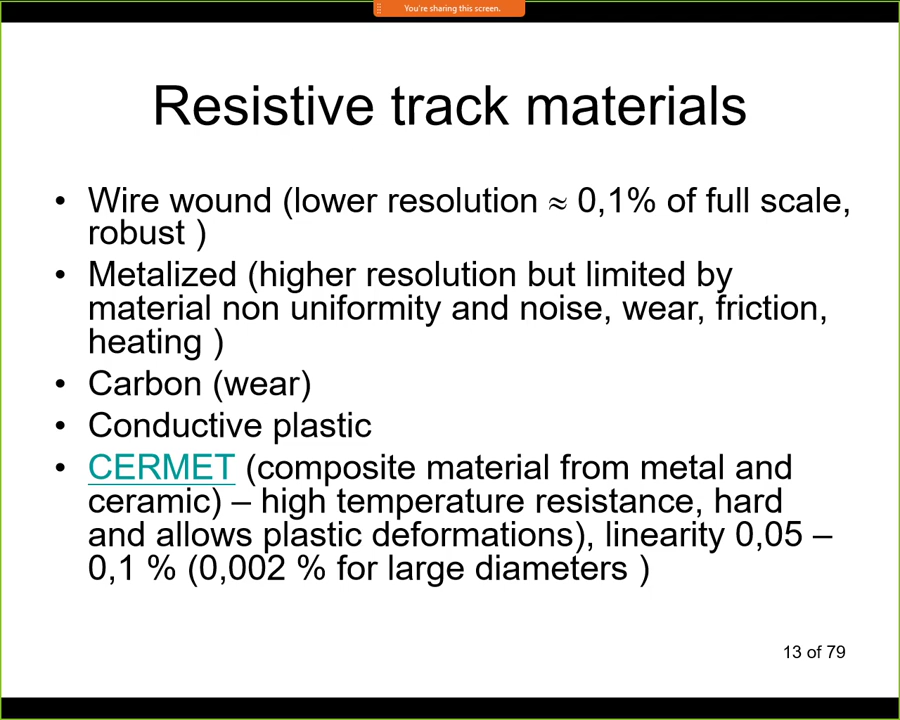 You're sharing this screen.
Resistive track materials
• Wire wound (lower resolution ≈ 0,1% of full scale,
robust )
• Metalized (higher resolution but limited by
material non uniformity and noise, wear, friction,
heating )
• Carbon (wear)
• Conductive plastic
• CERMET (composite material from metal and
ceramic) – high temperature resistance, hard
and allows plastic deformations), linearity 0,05 –
0,1 % (0,002 % for large diameters )
13 of 79